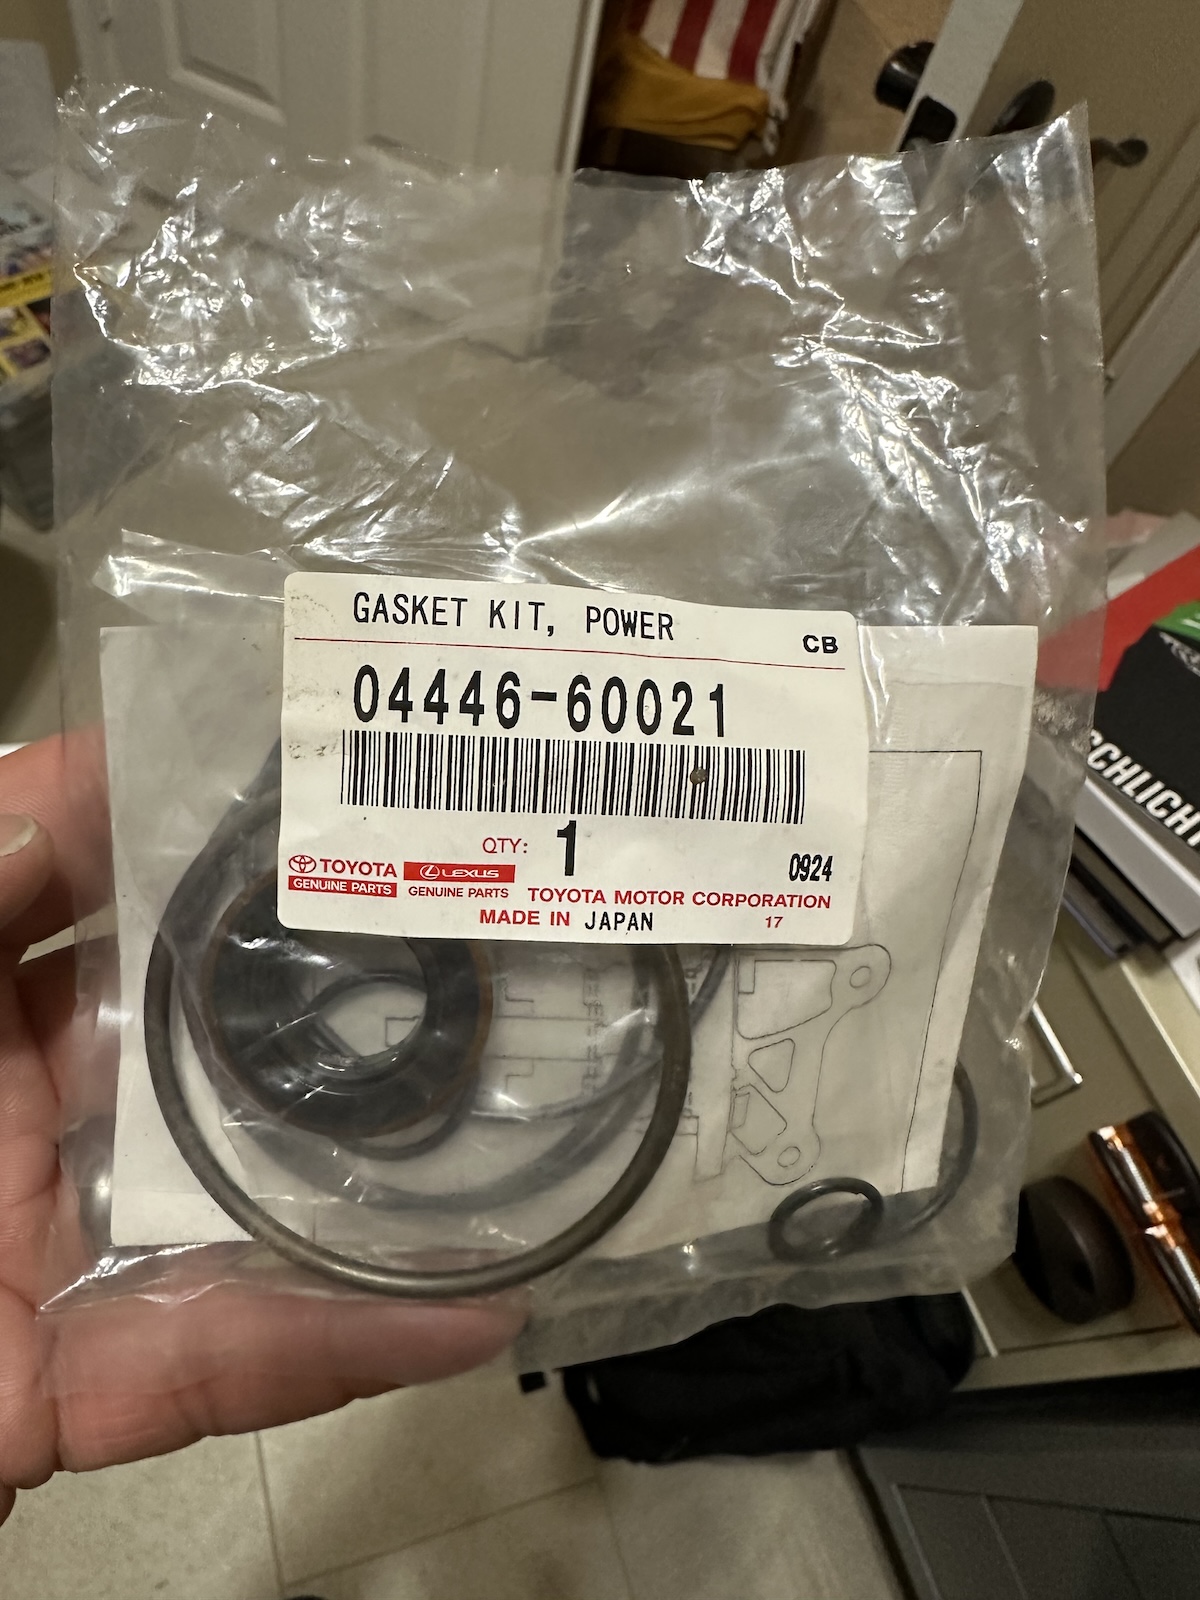 GASKET KIT, POWER
CB
04446-60021
QTY: 1
0924
TOYOTA
GENUINE PARTS
LEXUS
GENUINE PARTS
TOYOTA MOTOR CORPORATION
MADE IN JAPAN
17
SCHLICHT